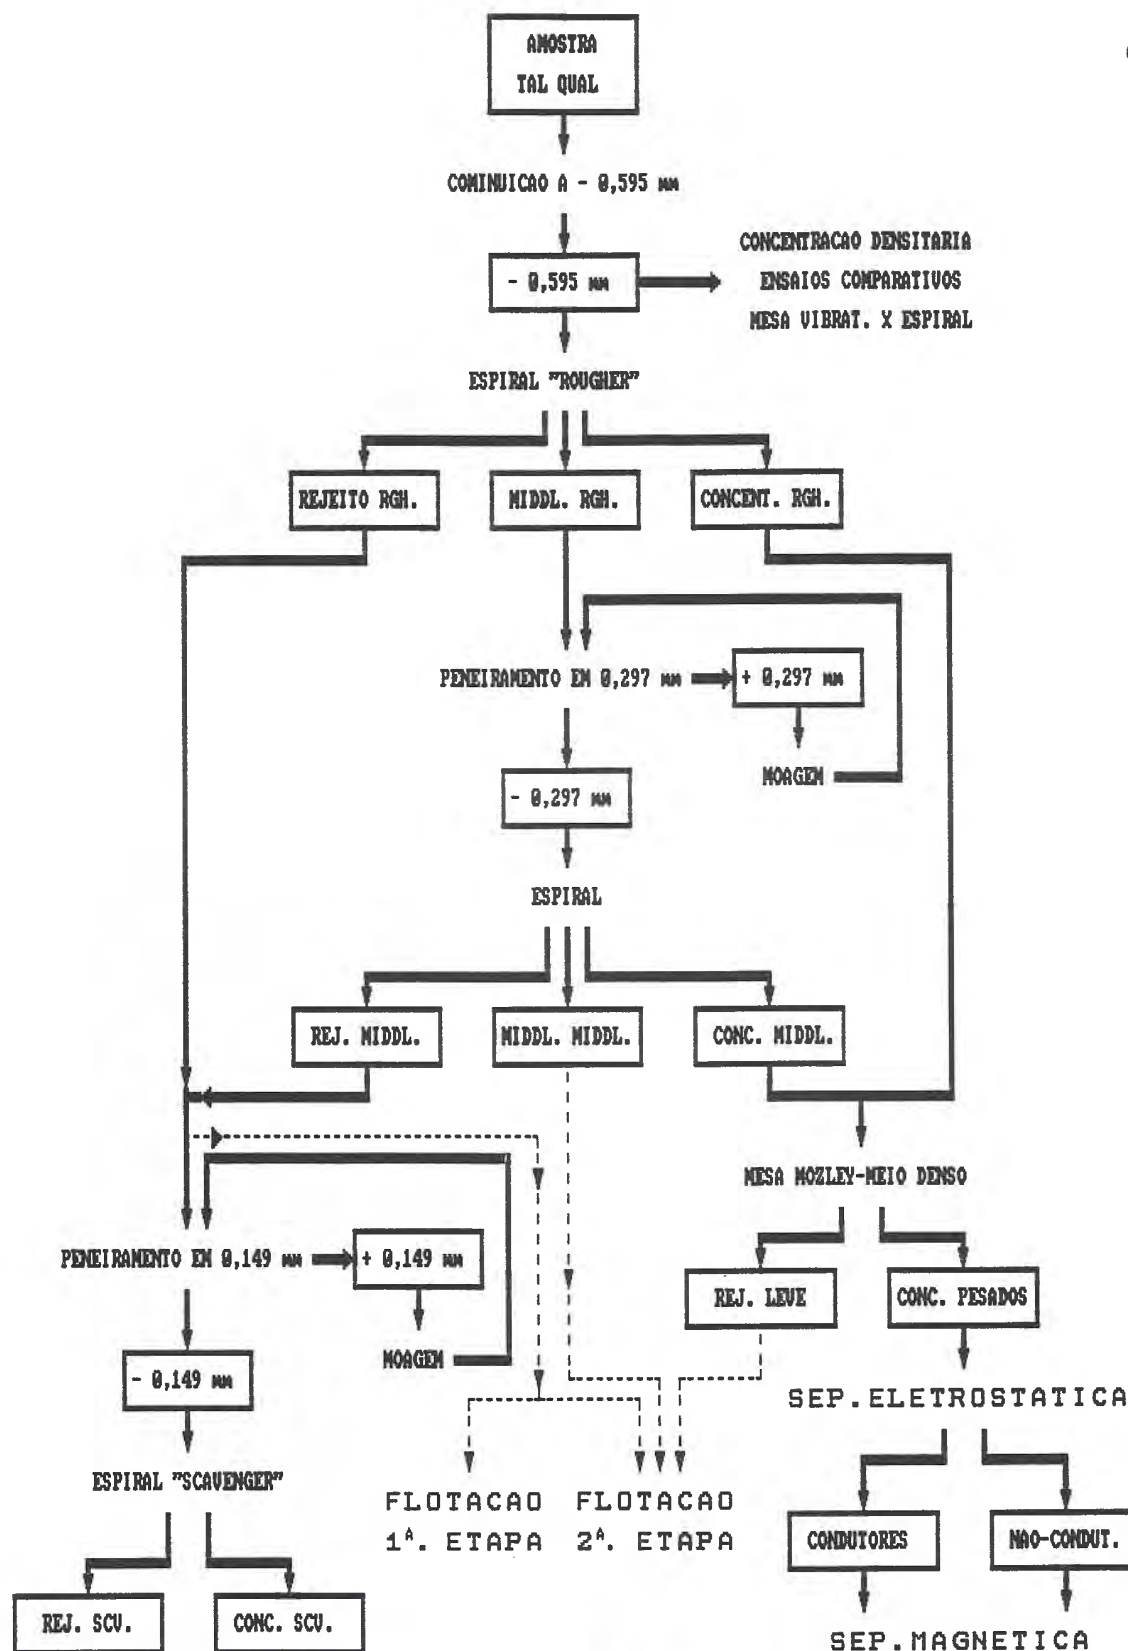 AMOSTRA
TAL QUAL
COMINUICAO A - 0,595 MM
- 0,595 MM
CONCENTRACAO DENSITARIA
ENSAIOS COMPARATIVOS
MESA VIBRAT. X ESPIRAL
ESPIRAL "ROUGHER"
REJEITO RGH.
MIDDL. RGH.
CONCENT. RGH.
PENEIRAMENTO EM 0,297 MM
+ 0,297 MM
MOAGEM
- 0,297 MM
ESPIRAL
REJ. MIDDL.
MIDDL. MIDDL.
CONC. MIDDL.
MESA MOZLEY-MEIO DENSO
PENEIRAMENTO EM 0,149 MM
+ 0,149 MM
REJ. LEVE
CONC. PESADOS
MOAGEM
- 0,149 MM
SEP.ELETROSTATICA
ESPIRAL "SCAVENGER"
FLOTACAO
1ª. ETAPA
FLOTACAO
2ª. ETAPA
CONDUTORES
NAO-CONDUT.
REJ. SCV.
CONC. SCV.
SEP.MAGNETICA